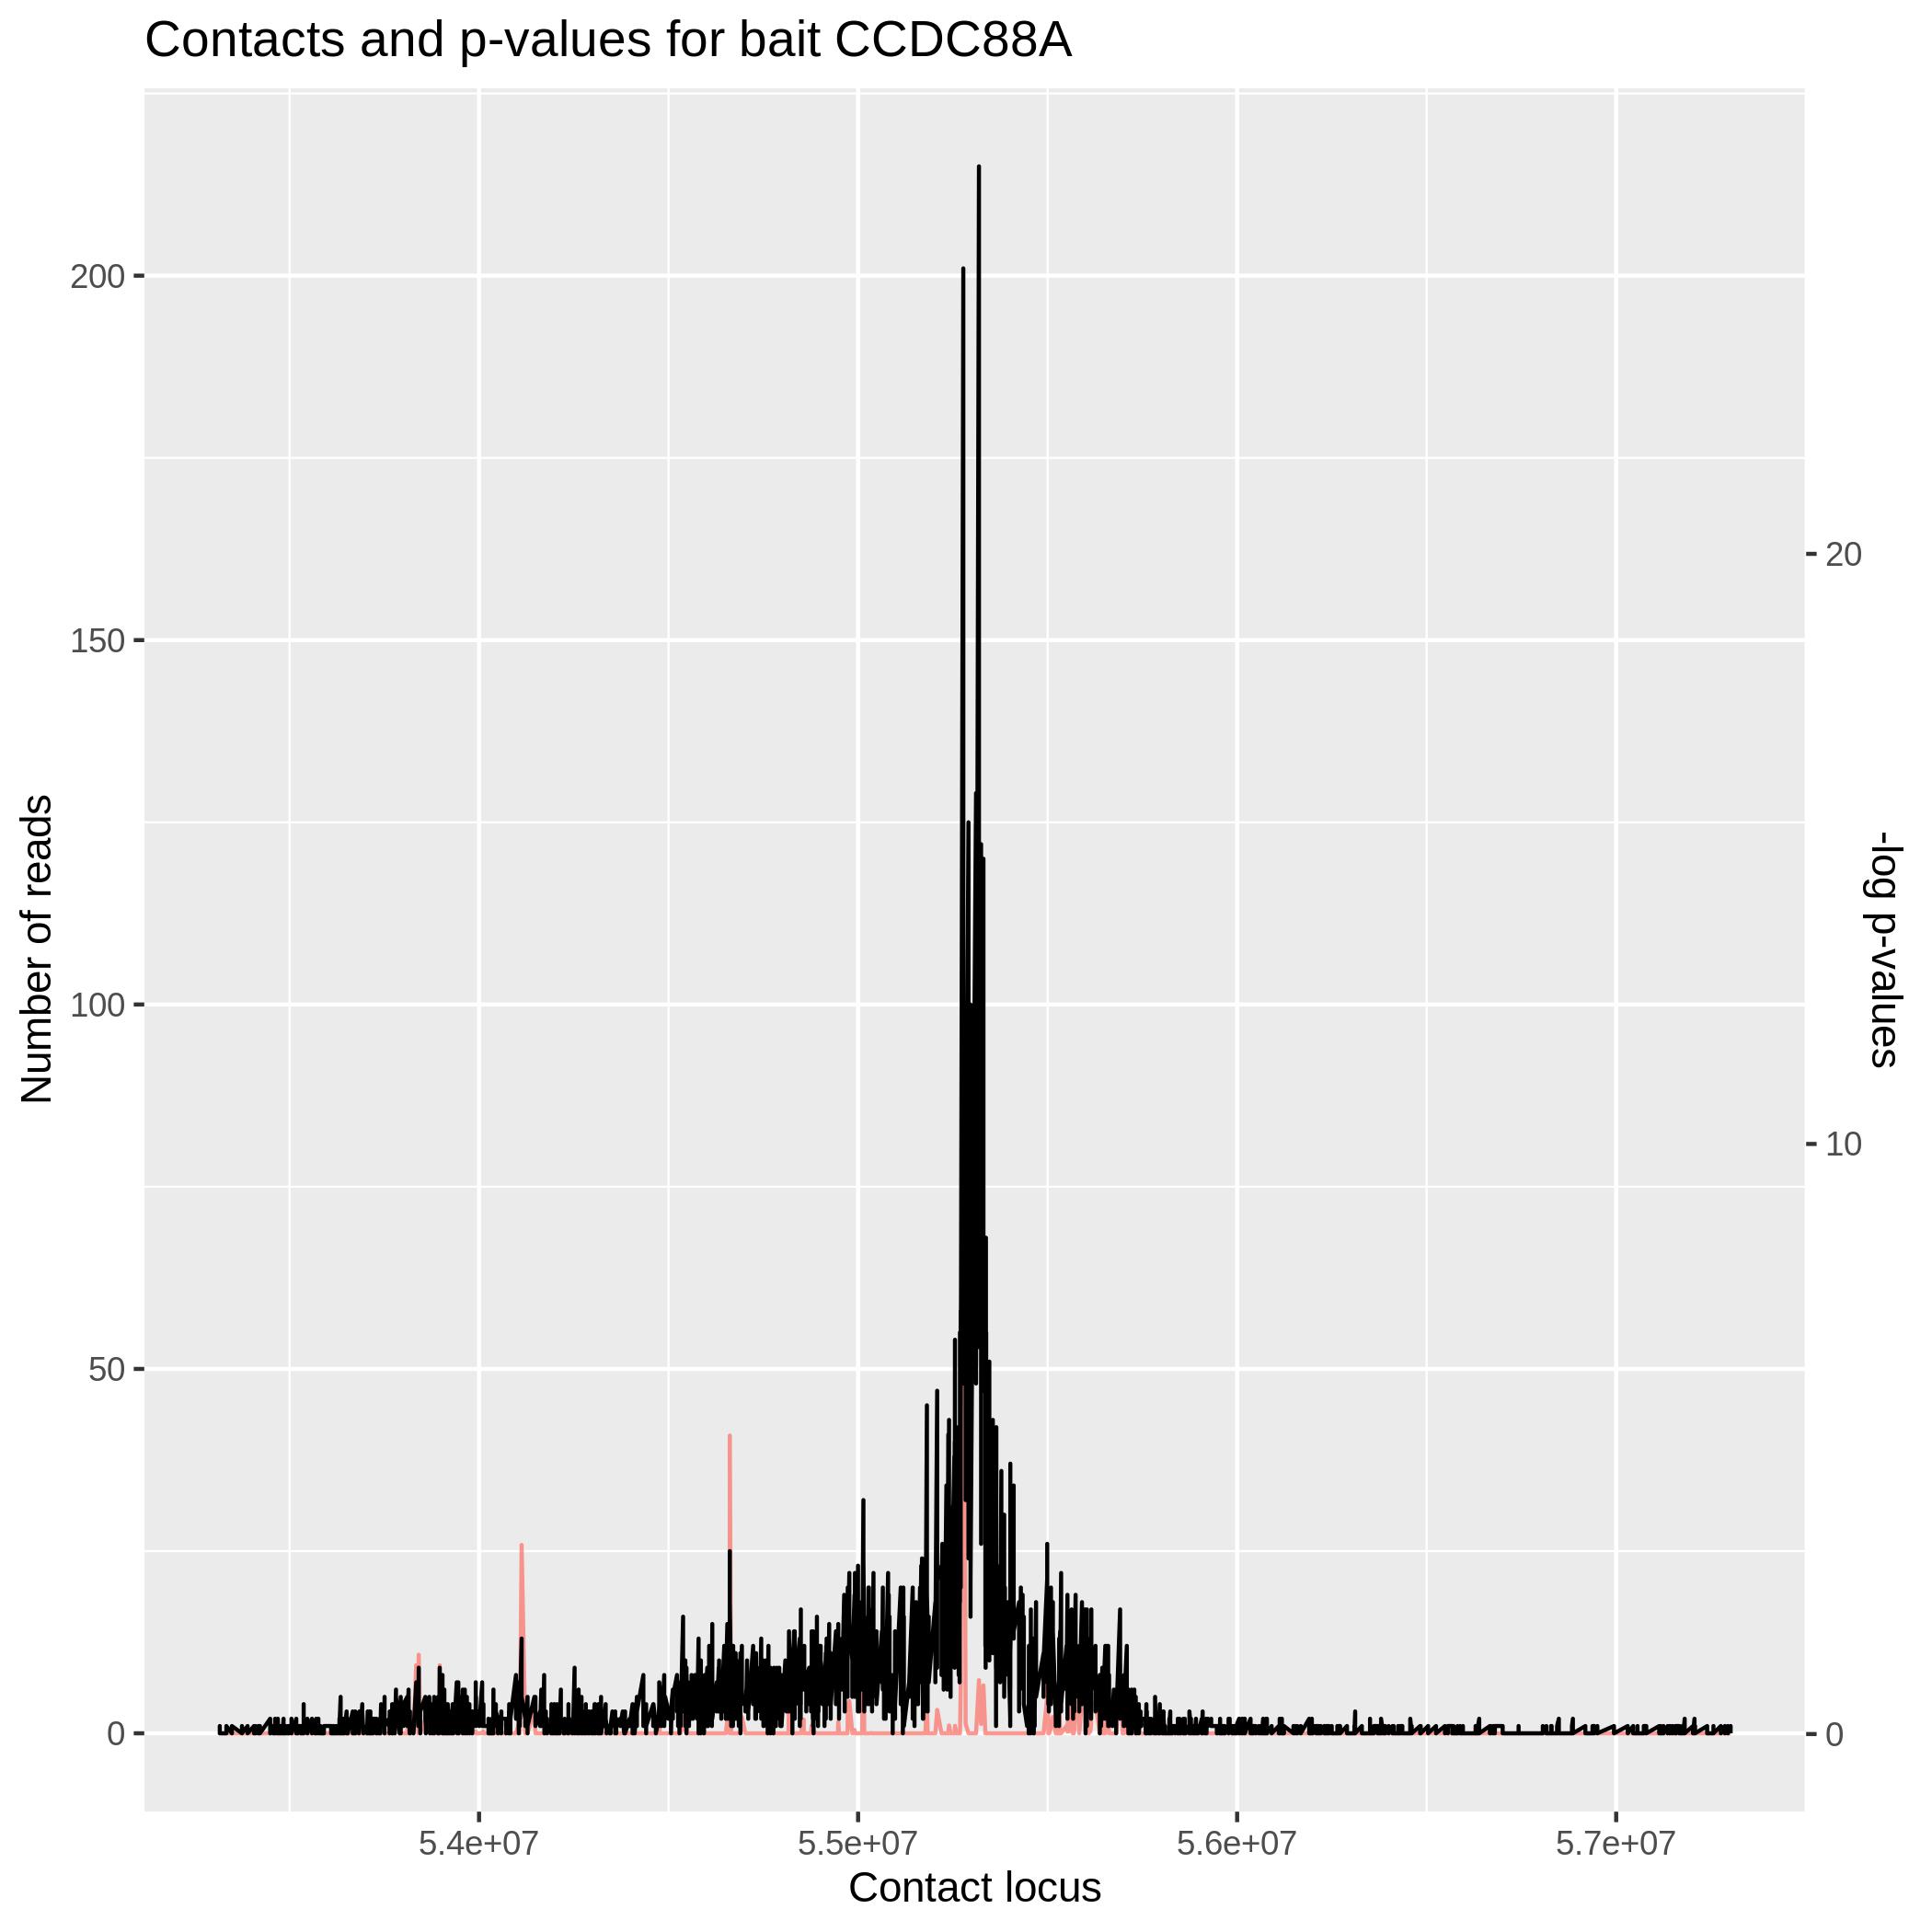 Contacts and p-values for bait CCDC88A
200
150
100
50
0
Number of reads
20
10
0
-log p-values
5.4e+07
5.5e+07
5.6e+07
5.7e+07
Contact locus